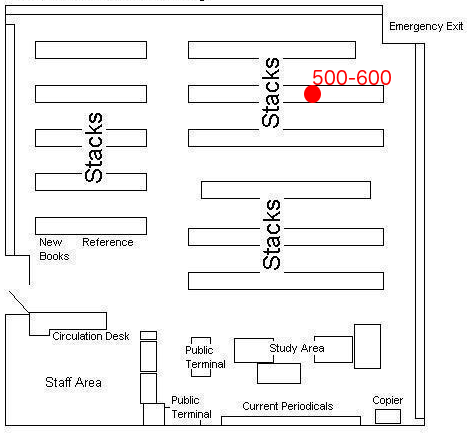 Emergency Exit
500-600
Stacks
Stacks
Stacks
New Reference
Books
Circulation Desk
Public
Terminal
Study Area
Staff Area
Public
Terminal
Current Periodicals
Copier